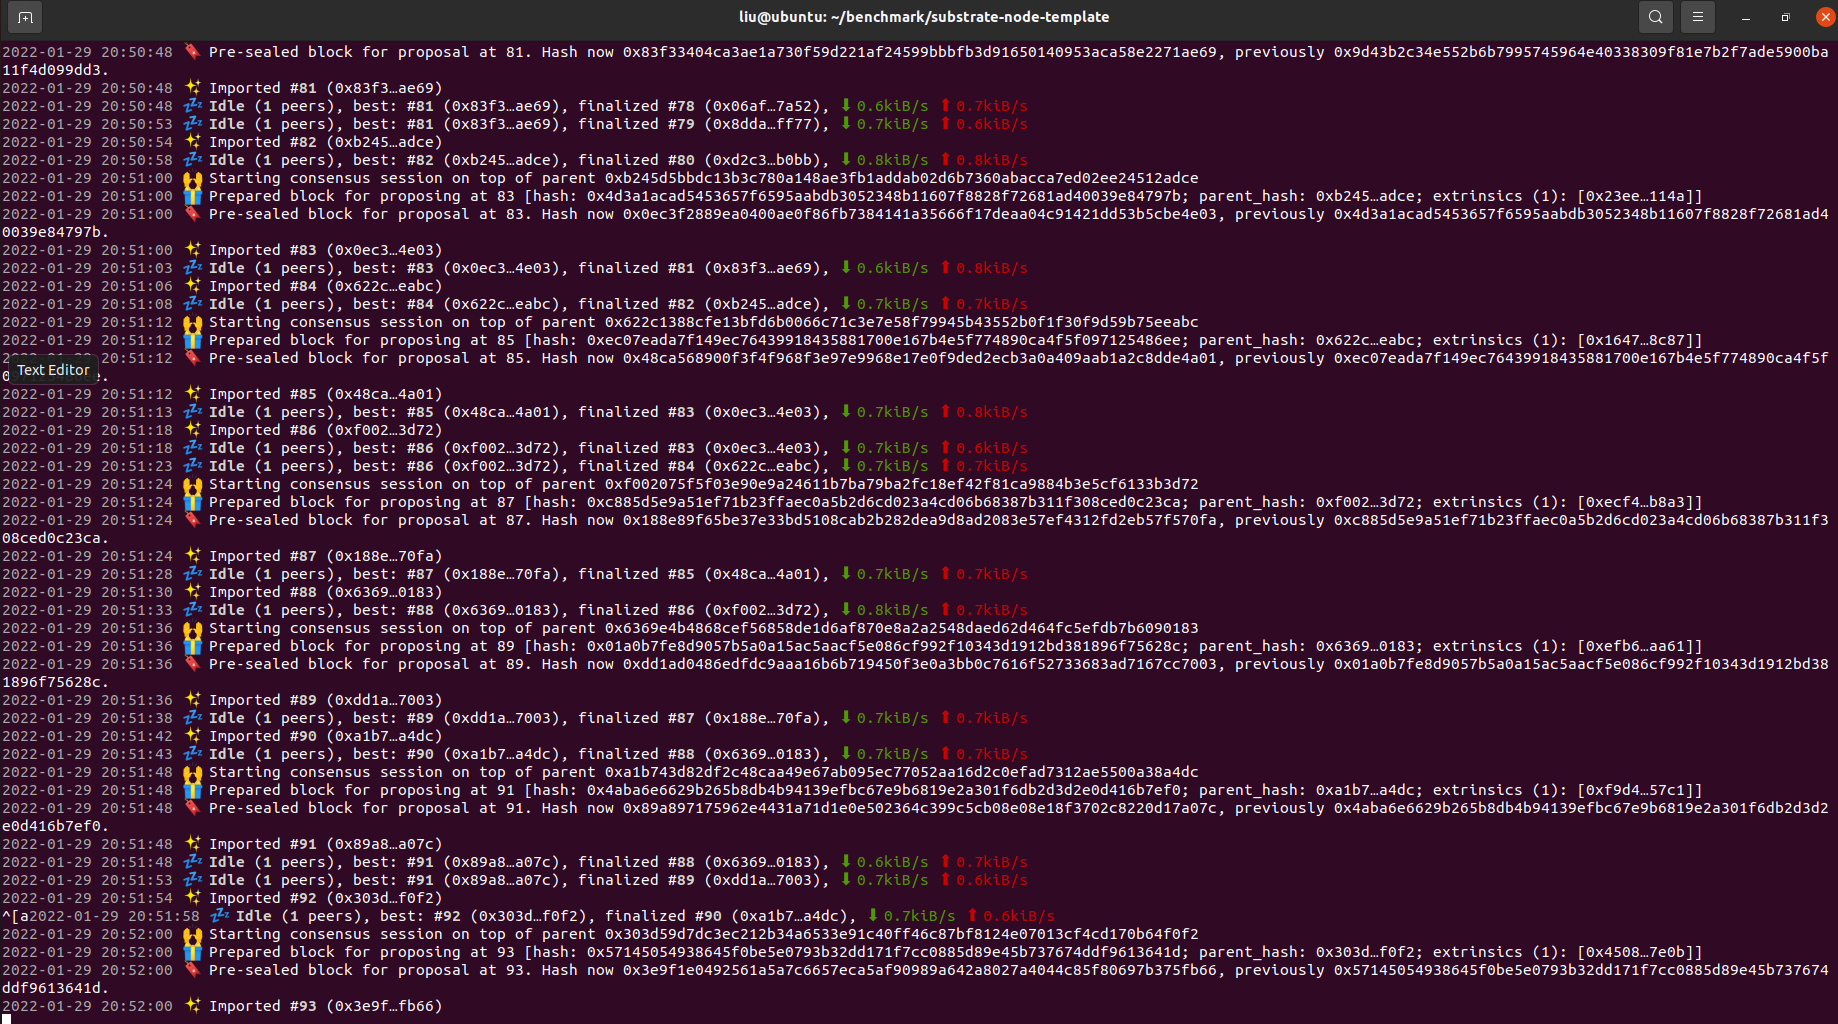 liu@ubuntu: ~/benchmark/substrate-node-template
2022-01-29 20:50:48 Pre-sealed block for proposal at 81. Hash now 0x83f33404ca3ae1a730f59d221af24599bbbfb3d91650140953aca58e2271ae69, previously 0x9d43b2c34e552b6b7995745964e40338309f81e7b2f7ade5900ba
11f4d099dd3.
2022-01-29 20:50:48 Imported #81 (0x83f3…ae69)
2022-01-29 20:50:48 Idle (1 peers), best: #81 (0x83f3…ae69), finalized #78 (0x06af…7a52), ⬇ 0.6kiB/s ⬆ 0.7kiB/s
2022-01-29 20:50:53 Idle (1 peers), best: #81 (0x83f3…ae69), finalized #79 (0x8dda…ff77), ⬇ 0.7kiB/s ⬆ 0.6kiB/s
2022-01-29 20:50:54 Imported #82 (0xb245…adce)
2022-01-29 20:50:58 Idle (1 peers), best: #82 (0xb245…adce), finalized #80 (0xd2c3…b0bb), ⬇ 0.8kiB/s ⬆ 0.8kiB/s
2022-01-29 20:51:00 Starting consensus session on top of parent 0xb245d5bbdc13b3c780a148ae3fb1addab02d6b7360abacca7ed02ee24512adce
2022-01-29 20:51:00 Prepared block for proposing at 83 [hash: 0x4d3a1acad5453657f6595aabdb3052348b11607f8828f72681ad40039e84797b; parent_hash: 0xb245…adce; extrinsics (1): [0x23ee…114a]]
2022-01-29 20:51:00 Pre-sealed block for proposal at 83. Hash now 0x0ec3f2889ea0400ae0f86fb7384141a35666f17deaa04c91421dd53b5cbe4e03, previously 0x4d3a1acad5453657f6595aabdb3052348b11607f8828f72681ad4
0039e84797b.
2022-01-29 20:51:00 Imported #83 (0x0ec3…4e03)
2022-01-29 20:51:03 Idle (1 peers), best: #83 (0x0ec3…4e03), finalized #81 (0x83f3…ae69), ⬇ 0.6kiB/s ⬆ 0.8kiB/s
2022-01-29 20:51:06 Imported #84 (0x622c…eabc)
2022-01-29 20:51:08 Idle (1 peers), best: #84 (0x622c…eabc), finalized #82 (0xb245…adce), ⬇ 0.7kiB/s ⬆ 0.7kiB/s
2022-01-29 20:51:12 Starting consensus session on top of parent 0x622c1388cfe13bfd6b0066c71c3e7e58f79945b43552b0f1f30f9d59b75eeabc
2022-01-29 20:51:12 Prepared block for proposing at 85 [hash: 0xec07eada7f149ec76439918435881700e167b4e5f774890ca4f5f097125486ee; parent_hash: 0x622c…eabc; extrinsics (1): [0x1647…8c87]]
20:51:12 Pre-sealed block for proposal at 85. Hash now 0x48ca568900f3f4f968f3e97e9968e17e0f9ded2ecb3a0a409aab1a2c8dde4a01, previously 0xec07eada7f149ec76439918435881700e167b4e5f774890ca4f5f
Text Editor
2022-01-29 20:51:12 Imported #85 (0x48ca…4a01)
2022-01-29 20:51:13 Idle (1 peers), best: #85 (0x48ca…4a01), finalized #83 (0x0ec3…4e03), ⬇ 0.7kiB/s ⬆ 0.8kiB/s
2022-01-29 20:51:18 Imported #86 (0xf002…3d72)
2022-01-29 20:51:18 Idle (1 peers), best: #86 (0xf002…3d72), finalized #83 (0x0ec3…4e03), ⬇ 0.7kiB/s ⬆ 0.6kiB/s
2022-01-29 20:51:23 Idle (1 peers), best: #86 (0xf002…3d72), finalized #84 (0x622c…eabc), ⬇ 0.7kiB/s ⬆ 0.7kiB/s
2022-01-29 20:51:24 Starting consensus session on top of parent 0xf002075f5f03e90e9a24611b7ba79ba2fc18ef42f81ca9884b3e5cf6133b3d72
2022-01-29 20:51:24 Prepared block for proposing at 87 [hash: 0xc885d5e9a51ef71b23ffaec0a5b2d6cd023a4cd06b68387b311f308ced0c23ca; parent_hash: 0xf002…3d72; extrinsics (1): [0xecf4…b8a3]]
2022-01-29 20:51:24 Pre-sealed block for proposal at 87. Hash now 0x188e89f65be37e33bd5108cab2b282dea9d8ad2083e57ef4312fd2eb57f570fa, previously 0xc885d5e9a51ef71b23ffaec0a5b2d6cd023a4cd06b68387b311f3
08ced0c23ca.
2022-01-29 20:51:24 Imported #87 (0x188e…70fa)
2022-01-29 20:51:28 Idle (1 peers), best: #87 (0x188e…70fa), finalized #85 (0x48ca…4a01), ⬇ 0.7kiB/s ⬆ 0.7kiB/s
2022-01-29 20:51:30 Imported #88 (0x6369…0183)
2022-01-29 20:51:33 Idle (1 peers), best: #88 (0x6369…0183), finalized #86 (0xf002…3d72), ⬇ 0.8kiB/s ⬆ 0.7kiB/s
2022-01-29 20:51:36 Starting consensus session on top of parent 0x6369e4b4868cef56858de1d6af870e8a2a2548daed62d464fc5efdb7b6090183
2022-01-29 20:51:36 Prepared block for proposing at 89 [hash: 0x01a0b7fe8d9057b5a0a15ac5aacf5e086cf992f10343d1912bd381896f75628c; parent_hash: 0x6369…0183; extrinsics (1): [0xefb6…aa61]]
2022-01-29 20:51:36 Pre-sealed block for proposal at 89. Hash now 0xdd1ad0486edfdc9aaa16b6b719450f3e0a3bb0c7616f52733683ad7167cc7003, previously 0x01a0b7fe8d9057b5a0a15ac5aacf5e086cf992f10343d1912bd38
1896f75628c.
2022-01-29 20:51:36 Imported #89 (0xdd1a…7003)
2022-01-29 20:51:38 Idle (1 peers), best: #89 (0xdd1a…7003), finalized #87 (0x188e…70fa), ⬇ 0.7kiB/s ⬆ 0.7kiB/s
2022-01-29 20:51:42 Imported #90 (0xa1b7…a4dc)
2022-01-29 20:51:43 Idle (1 peers), best: #90 (0xa1b7…a4dc), finalized #88 (0x6369…0183), ⬇ 0.7kiB/s ⬆ 0.7kiB/s
2022-01-29 20:51:48 Starting consensus session on top of parent 0xa1b743d82df2c48caa49e67ab095ec77052aa16d2c0efad7312ae5500a38a4dc
2022-01-29 20:51:48 Prepared block for proposing at 91 [hash: 0x4aba6e6629b265b8db4b94139efbc67e9b6819e2a301f6db2d3d2e0d416b7ef0; parent_hash: 0xa1b7…a4dc; extrinsics (1): [0xf9d4…57c1]]
2022-01-29 20:51:48 Pre-sealed block for proposal at 91. Hash now 0x89a897175962e4431a71d1e0e502364c399c5cb08e08e18f3702c8220d17a07c, previously 0x4aba6e6629b265b8db4b94139efbc67e9b6819e2a301f6db2d3d2
e0d416b7ef0.
2022-01-29 20:51:48 Imported #91 (0x89a8…a07c)
2022-01-29 20:51:48 Idle (1 peers), best: #91 (0x89a8…a07c), finalized #88 (0x6369…0183), ⬇ 0.6kiB/s ⬆ 0.7kiB/s
2022-01-29 20:51:53 Idle (1 peers), best: #91 (0x89a8…a07c), finalized #89 (0xdd1a…7003), ⬇ 0.7kiB/s ⬆ 0.6kiB/s
2022-01-29 20:51:54 Imported #92 (0x303d…f0f2)
^[a2022-01-29 20:51:58 Idle (1 peers), best: #92 (0x303d…f0f2), finalized #90 (0xa1b7…a4dc), ⬇ 0.7kiB/s ⬆ 0.6kiB/s
2022-01-29 20:52:00 Starting consensus session on top of parent 0x303d59d7dc3ec212b34a6533e91c40ff46c87bf8124e07013cf4cd170b64f0f2
2022-01-29 20:52:00 Prepared block for proposing at 93 [hash: 0x57145054938645f0be5e0793b32dd171f7cc0885d89e45b737674ddf9613641d; parent_hash: 0x303d…f0f2; extrinsics (1): [0x4508…7e0b]]
2022-01-29 20:52:00 Pre-sealed block for proposal at 93. Hash now 0x3e9f1e0492561a5a7c6657eca5af90989a642a8027a4044c85f80697b375fb66, previously 0x57145054938645f0be5e0793b32dd171f7cc0885d89e45b737674
ddf9613641d.
2022-01-29 20:52:00 Imported #93 (0x3e9f…fb66)